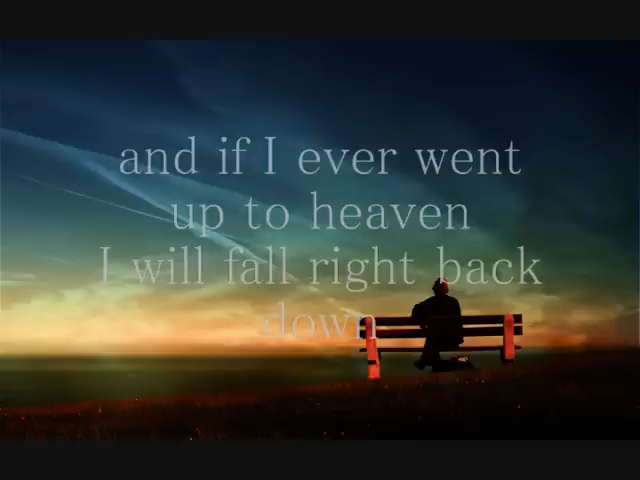 and if I ever went
up to heaven
I will fall right back
down